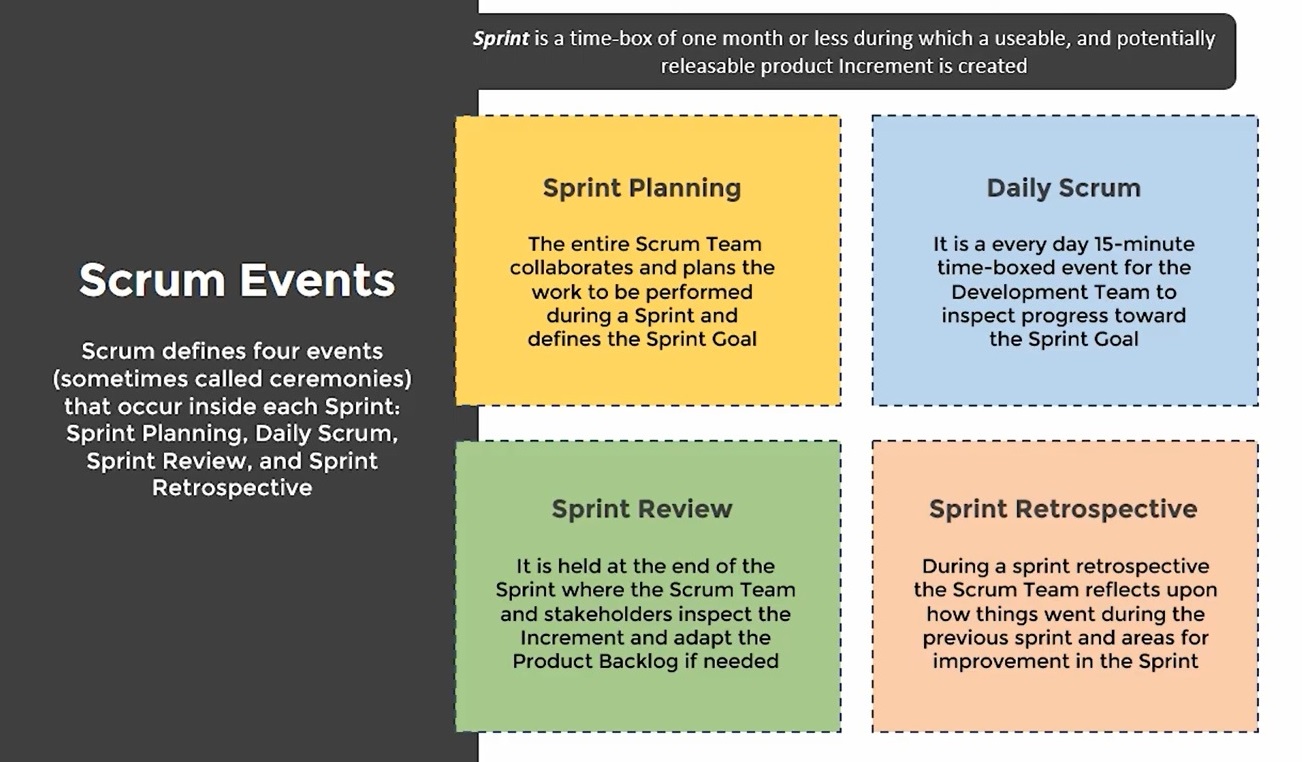 Sprint is a time-box of one month or less during which a useable, and potentially
releasable product Increment is created
Scrum Events
Scrum defines four events
(sometimes called ceremonies)
that occur inside each Sprint:
Sprint Planning, Daily Scrum,
Sprint Review, and Sprint
Retrospective
Sprint Planning
The entire Scrum Team
collaborates and plans the
work to be performed
during a Sprint and
defines the Sprint Goal
Daily Scrum
It is a every day 15-minute
time-boxed event for the
Development Team to
inspect progress toward
the Sprint Goal
Sprint Review
It is held at the end of the
Sprint where the Scrum Team
and stakeholders inspect the
Increment and adapt the
Product Backlog if needed
Sprint Retrospective
During a sprint retrospective
the Scrum Team reflects upon
how things went during the
previous sprint and areas for
improvement in the Sprint